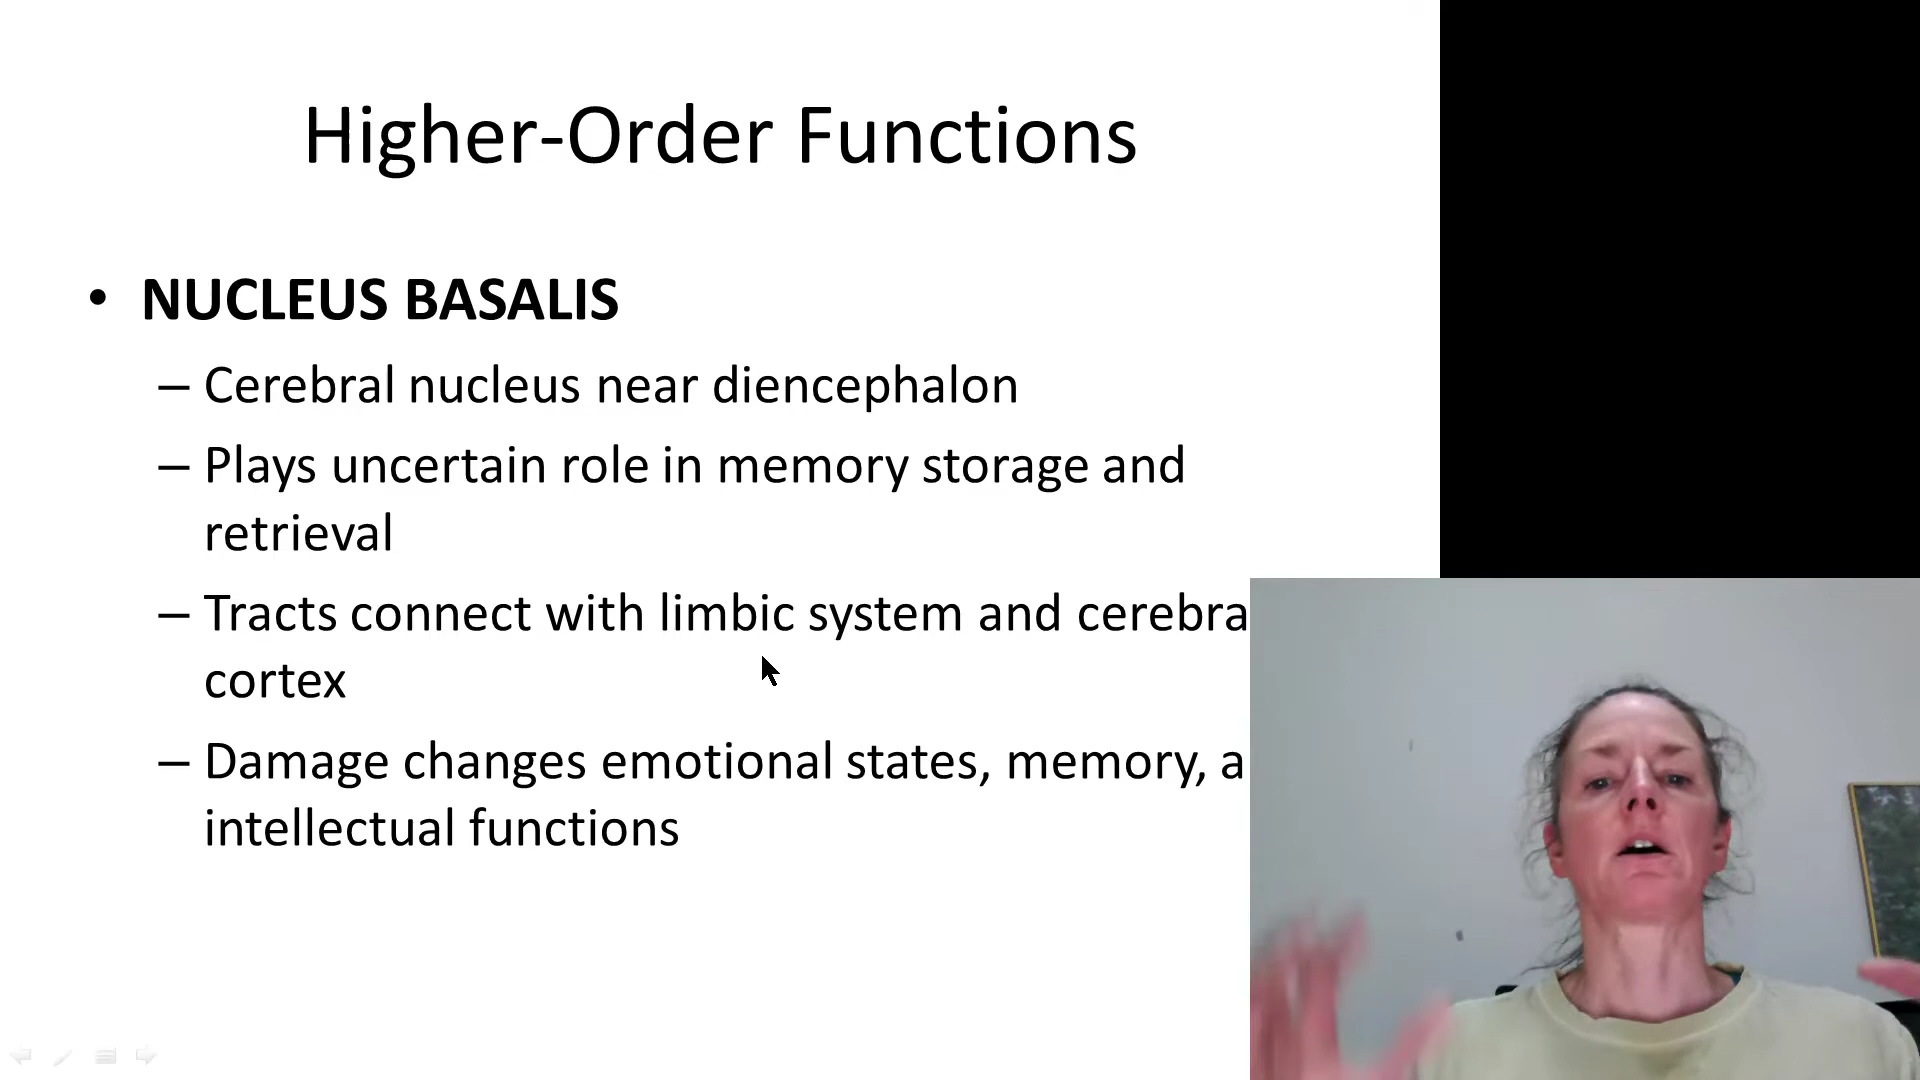 Higher-Order Functions
• NUCLEUS BASALIS
– Cerebral nucleus near diencephalon
– Plays uncertain role in memory storage and
retrieval
– Tracts connect with limbic system and cerebra
cortex
– Damage changes emotional states, memory, a
intellectual functions